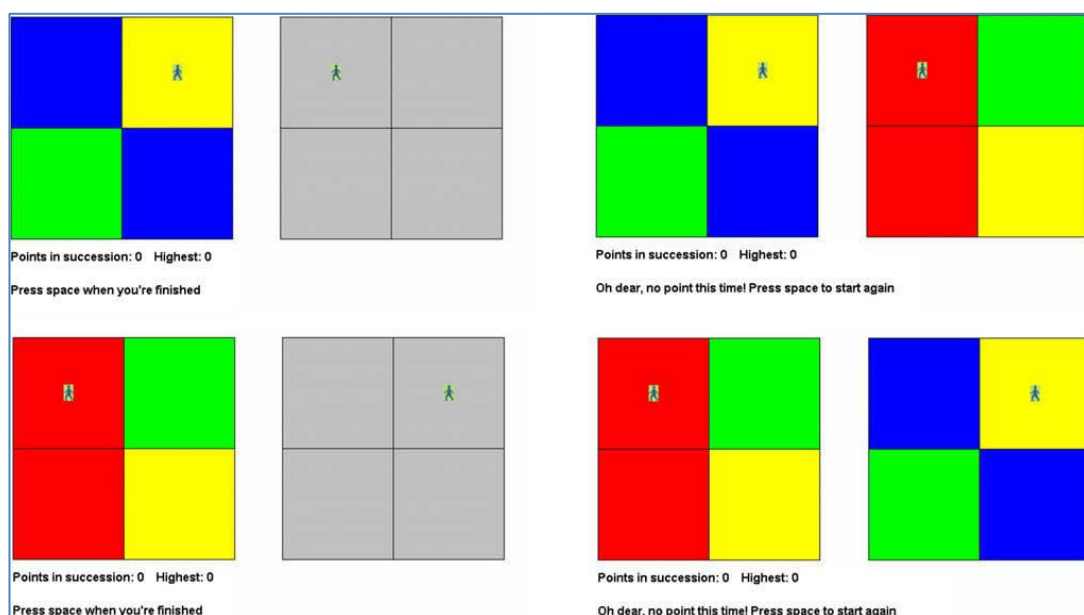 Points in succession: 0 Highest: 0
Press space when you're finished
Points in succession: 0 Highest: 0
Oh dear, no point this time! Press space to start again
Points in succession: 0 Highest: 0
Press space when you're finished
Points in succession: 0 Highest: 0
Oh dear, no point this time! Press space to start again